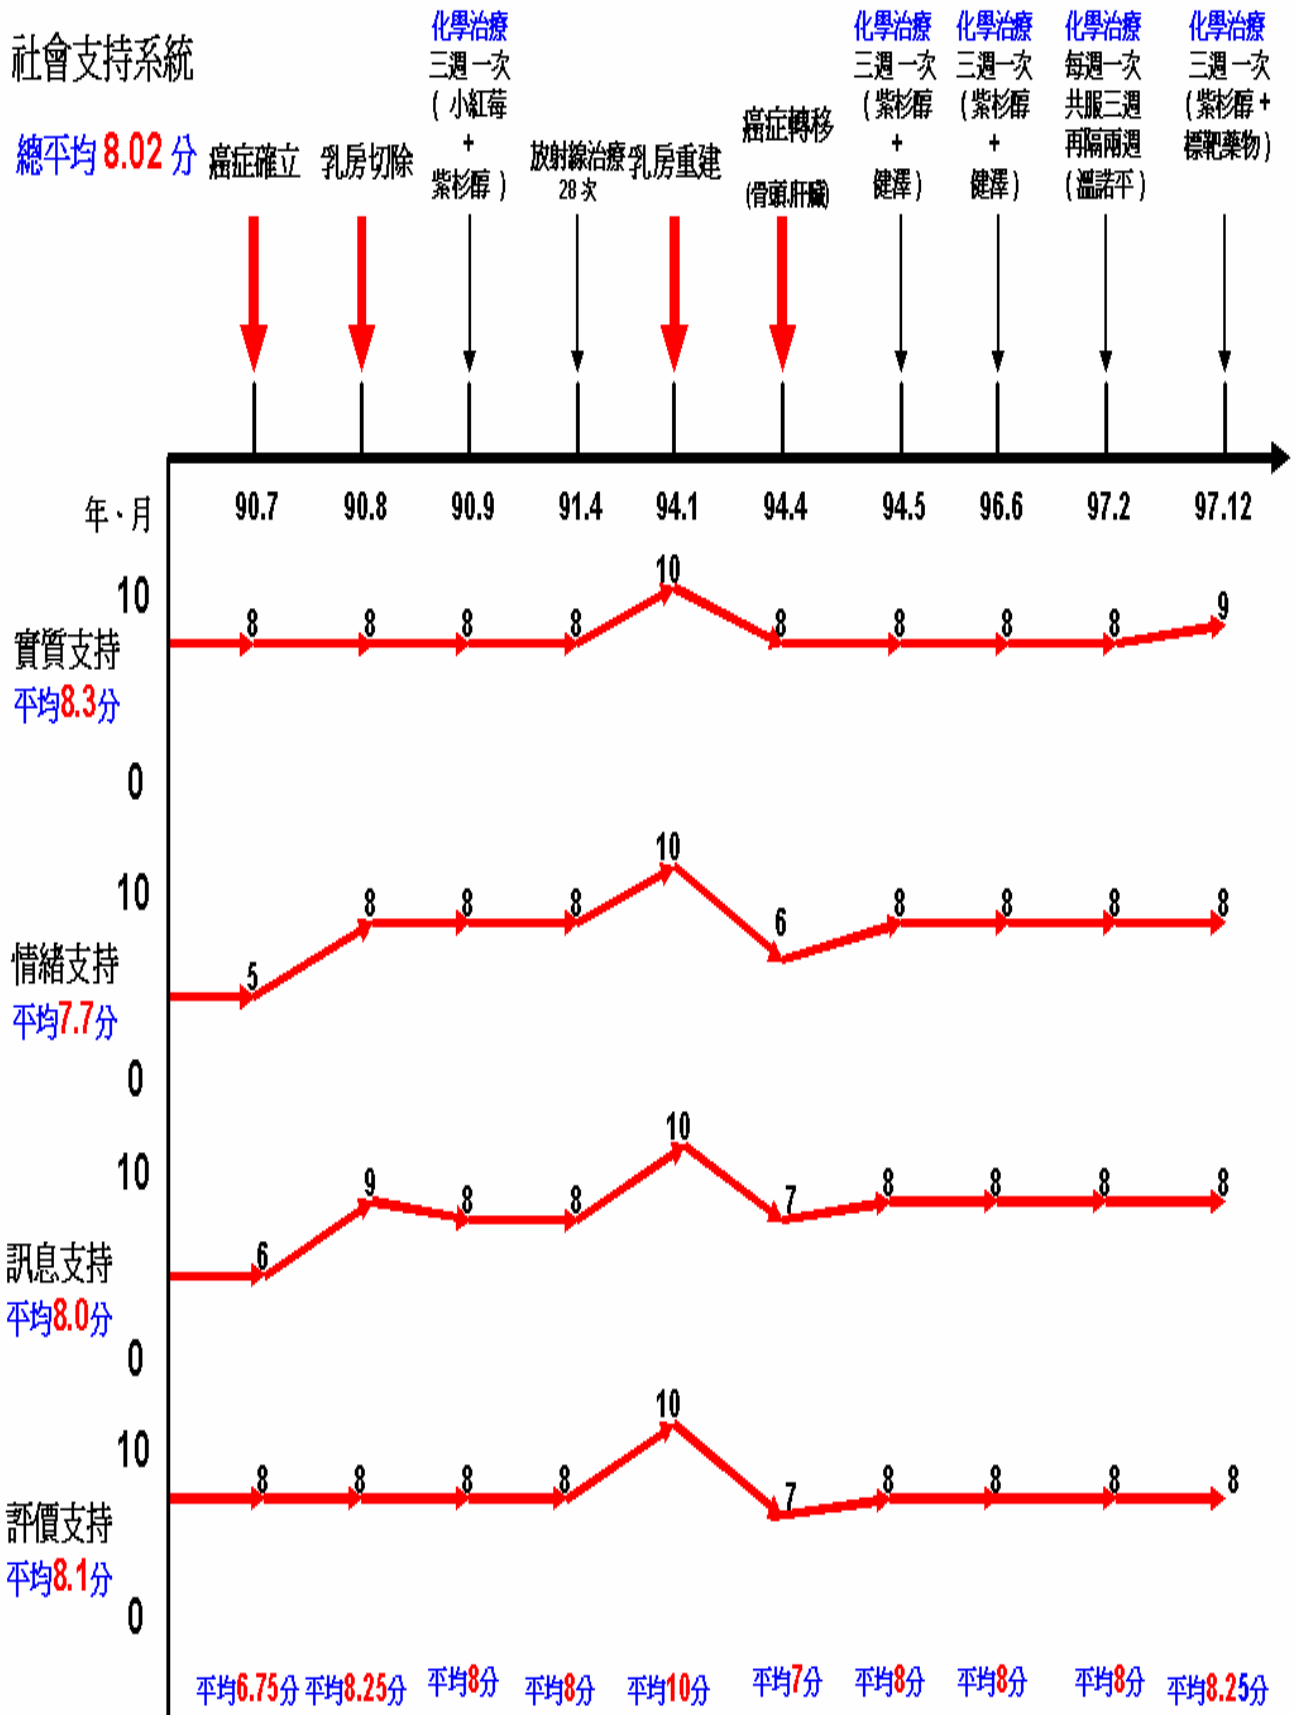 社會支持系統
總平均 8.02 分
癌症確立
乳房切除
化學治療
三週一次
( 小紅莓
+
紫杉醇 )
放射線治療
28 次
乳房重建
癌症轉移
(骨頭.肝臟)
化學治療
三週一次
( 紫杉醇
+
健澤 )
化學治療
三週一次
( 紫杉醇
+
健澤 )
化學治療
每週一次
共服三週
再隔兩週
( 溫諾平 )
化學治療
三週一次
( 紫杉醇 +
標靶藥物 )
年、月 90.7 90.8 90.9 91.4 94.1 94.4 94.5 96.6 97.2 97.12
10
實質支持
平均8.3分
0
8 8 8 8 10 8 8 8 8 9
10
情緒支持
平均7.7分
0
5 8 8 8 10 6 8 8 8 8
10
訊息支持
平均8.0分
0
6 9 8 8 10 7 8 8 8 8
10
評價支持
平均8.1分
0
8 8 8 8 10 7 8 8 8 8
平均6.75分 平均8.25分 平均8分 平均8分 平均10分 平均7分 平均8分 平均8分 平均8分 平均8.25分